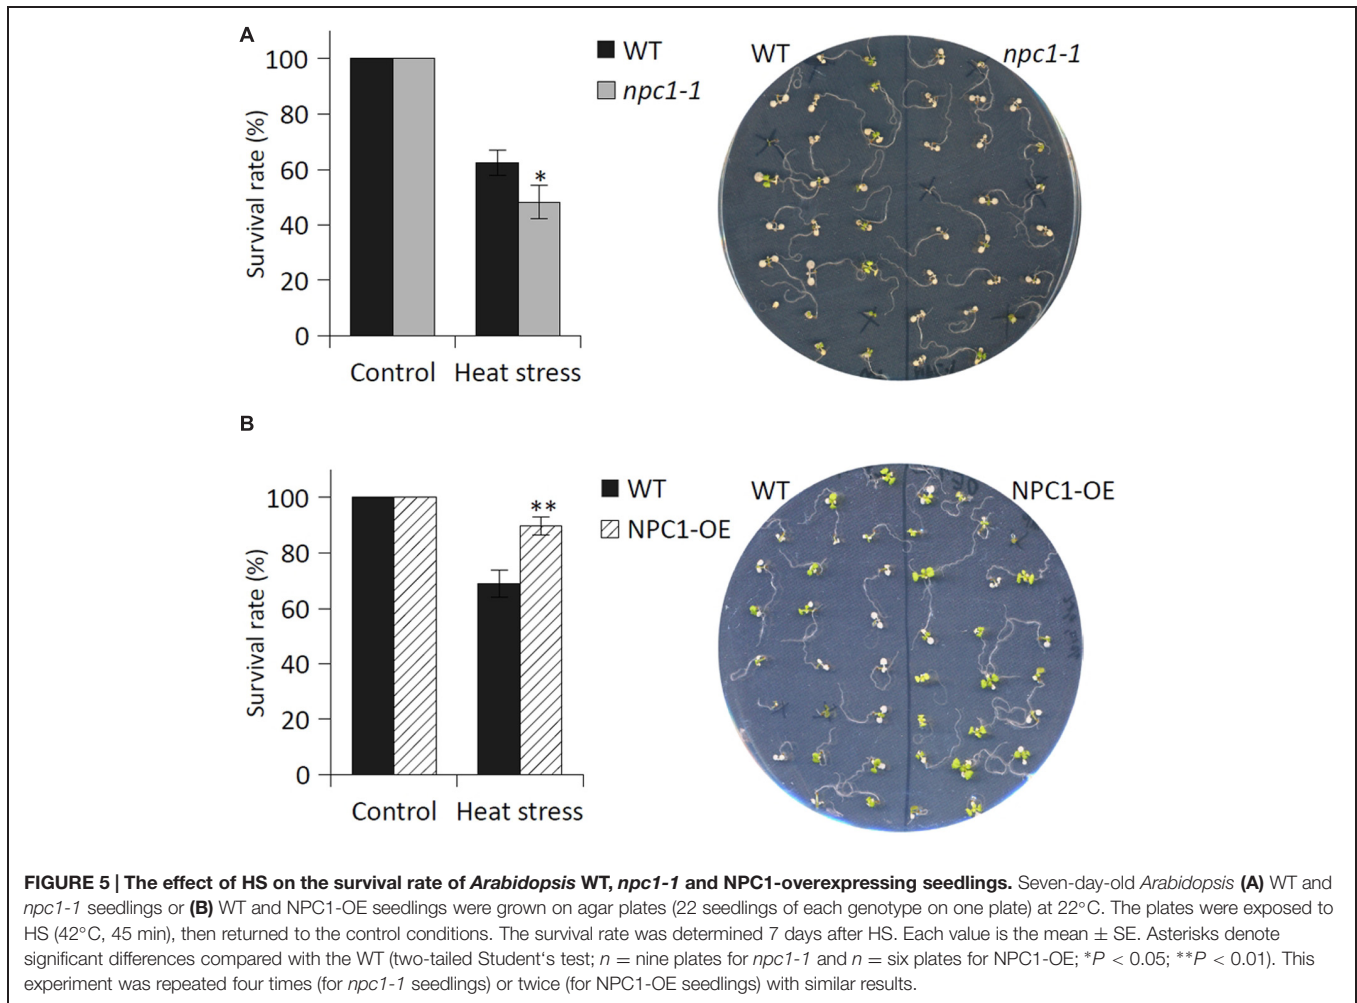 A
WT
npc1-1
100
80
60
40
20
0
Survival rate (%)
*
Control Heat stress
WT
npc1-1
B
WT
NPC1-OE
100
80
60
40
20
0
Survival rate (%)
**
Control Heat stress
WT
NPC1-OE
FIGURE 5 | The effect of HS on the survival rate of Arabidopsis WT, npc1-1 and NPC1-overexpressing seedlings. Seven-day-old Arabidopsis (A) WT and
npc1-1 seedlings or (B) WT and NPC1-OE seedlings were grown on agar plates (22 seedlings of each genotype on one plate) at 22°C. The plates were exposed to
HS (42°C, 45 min), then returned to the control conditions. The survival rate was determined 7 days after HS. Each value is the mean ± SE. Asterisks denote
significant differences compared with the WT (two-tailed Student‘s test; n = nine plates for npc1-1 and n = six plates for NPC1-OE; *P < 0.05; **P < 0.01). This
experiment was repeated four times (for npc1-1 seedlings) or twice (for NPC1-OE seedlings) with similar results.